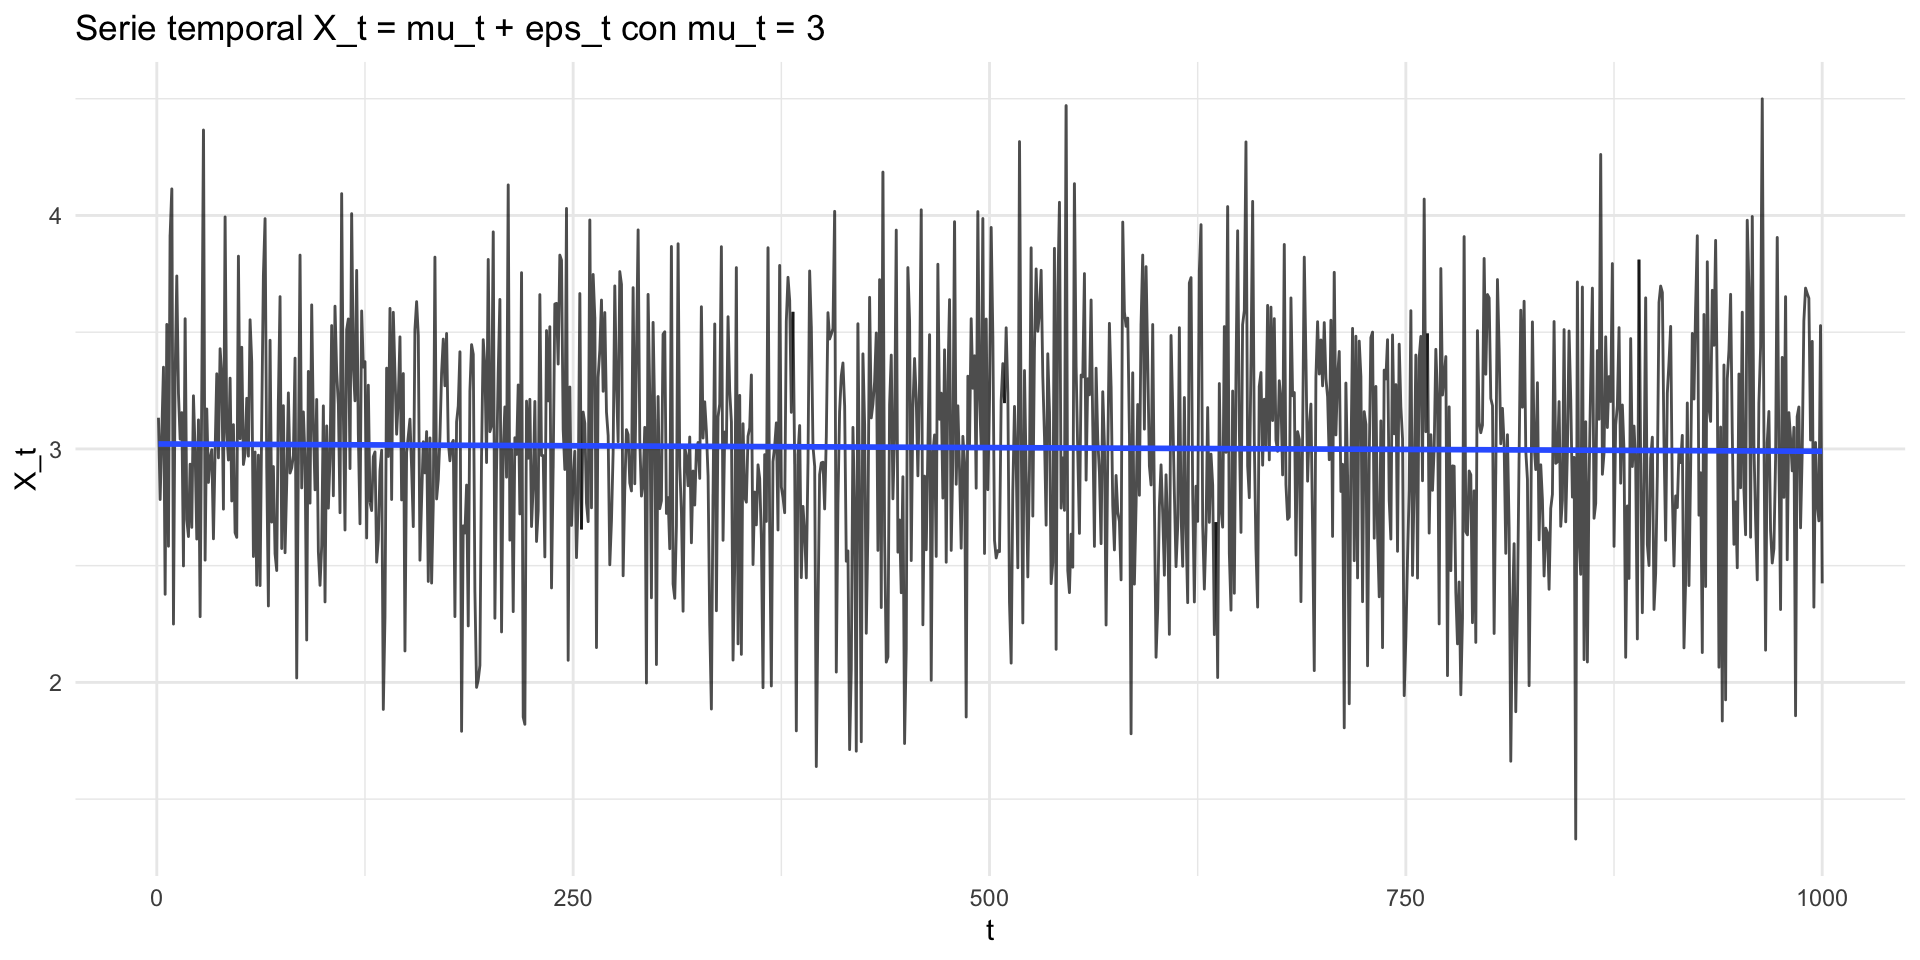 Serie temporal X_t = mu_t + eps_t con mu_t = 3
X_t
4
3
2
0 250 500 750 1000
t